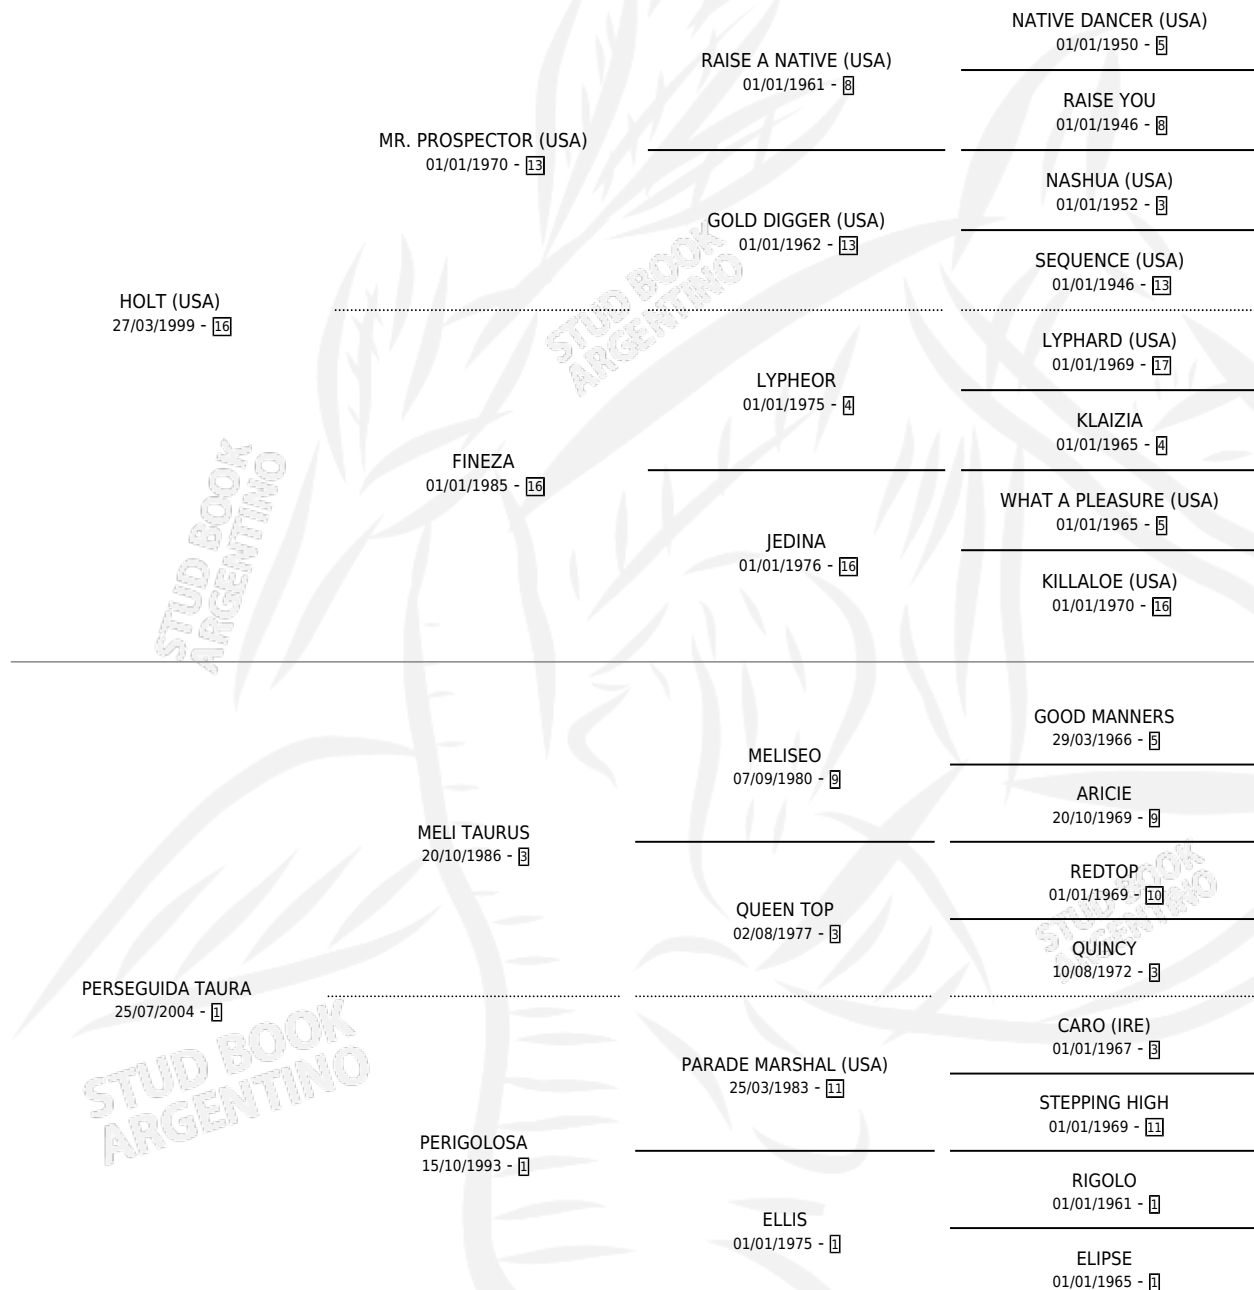 NATIVE DANCER (USA)
01/01/1950 - 5
RAISE A NATIVE (USA)
01/01/1961 - 8
RAISE YOU
01/01/1946 - 8
MR. PROSPECTOR (USA)
01/01/1970 - 13
NASHUA (USA)
01/01/1952 - 3
GOLD DIGGER (USA)
01/01/1962 - 13
SEQUENCE (USA)
01/01/1946 - 13
HOLT (USA)
27/03/1999 - 16
STUD BOOK
ARGENTINO
LYPHARD (USA)
01/01/1969 - 17
LYPHEOR
01/01/1975 - 4
KLAIZIA
01/01/1965 - 4
FINEZA
01/01/1985 - 16
WHAT A PLEASURE (USA)
01/01/1965 - 5
JEDINA
01/01/1976 - 16
KILLALOE (USA)
01/01/1970 - 16
STUD BOOK
ARGENTINO
GOOD MANNERS
29/03/1966 - 5
MELISEO
07/09/1980 - 9
ARICIE
20/10/1969 - 9
MELI TAURUS
20/10/1986 - 3
REDTOP
01/01/1969 - 10
QUEEN TOP
02/08/1977 - 3
QUINCY
10/08/1972 - 3
STUD BOOK
ARGENTINO
PERSEGUIDA TAURA
25/07/2004 - 1
CARO (IRE)
01/01/1967 - 3
PARADE MARSHAL (USA)
25/03/1983 - 11
STEPPING HIGH
01/01/1969 - 11
STUD BOOK
ARGENTINO
PERIGOLOSA
15/10/1993 - 1
RIGOLO
01/01/1961 - 1
ELLIS
01/01/1975 - 1
ELIPSE
01/01/1965 - 1